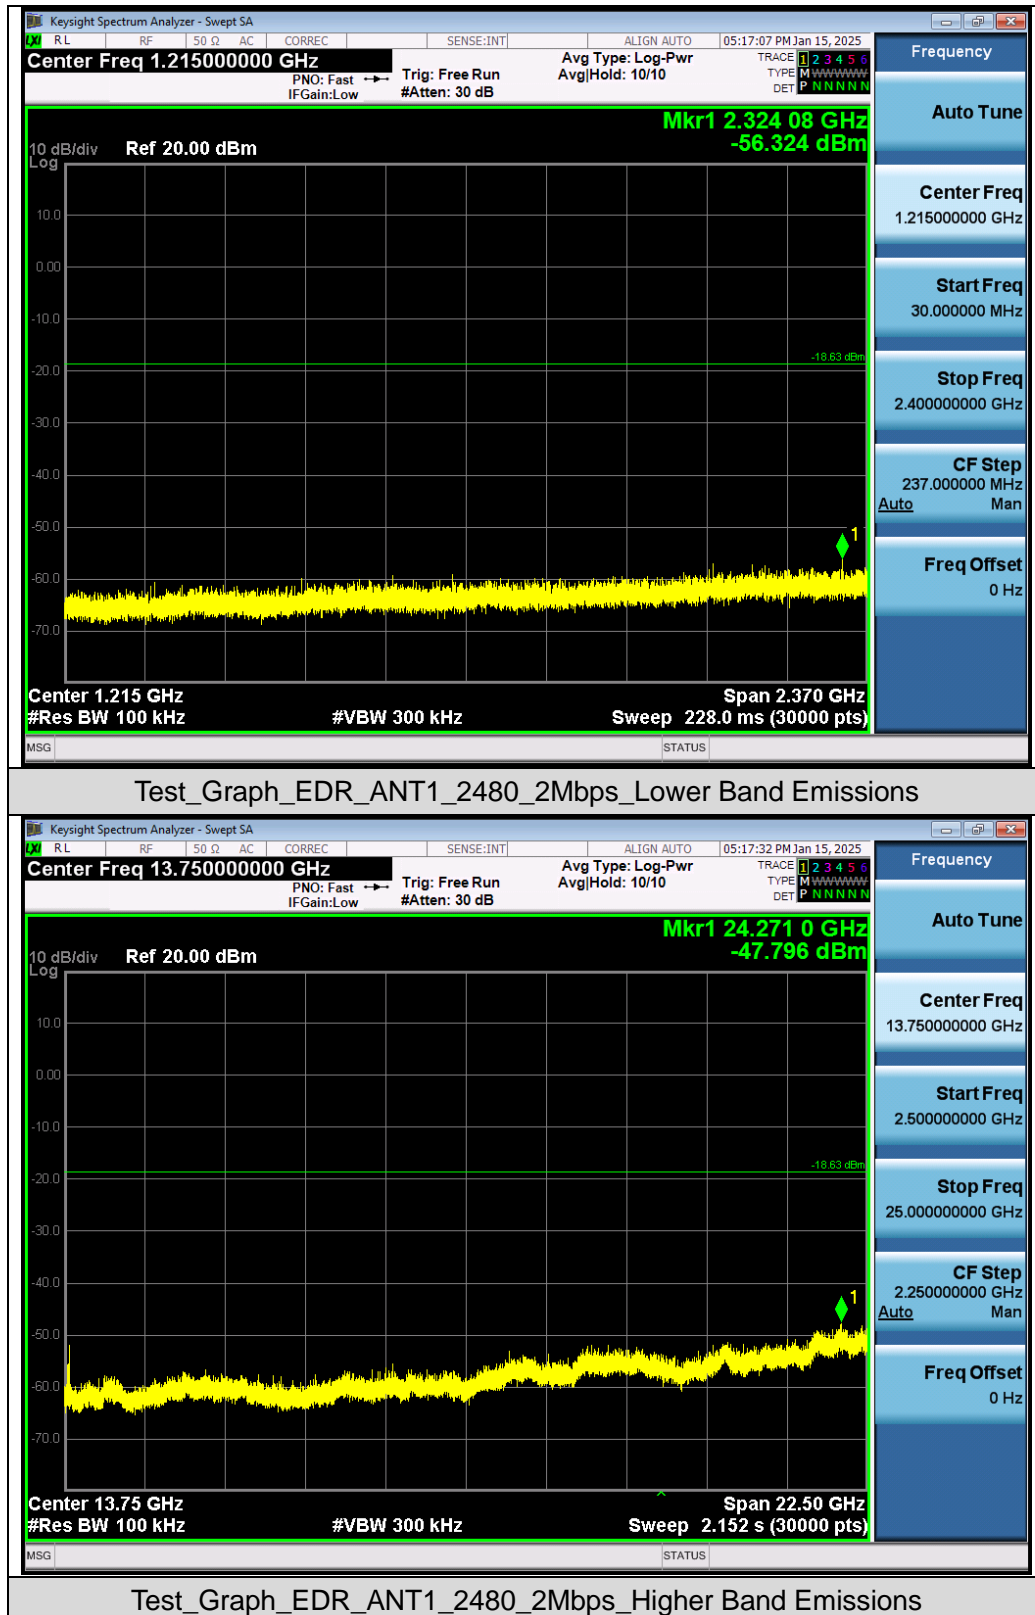 Keysight Spectrum Analyzer - Swept SA
LXI RL RF 50 Ω AC CORREC SENSE:INT ALIGN AUTO 05:17:07 PM Jan 15, 2025
Center Freq 1.215000000 GHz
PNO: Fast
IFGain:Low
Trig: Free Run
#Atten: 30 dB
Avg Type: Log-Pwr
Avg|Hold: 10/10
TRACE 1 2 3 4 5 6
TYPE M WWWWW
DET P N N N N N
Mkr1 2.324 08 GHz
-56.324 dBm
10 dB/div
Log
Ref 20.00 dBm
10.0
0.00
-10.0
-18.63 dBm
-20.0
-30.0
-40.0
-50.0
1
-60.0
-70.0
Center 1.215 GHz
Span 2.370 GHz
#Res BW 100 kHz
#VBW 300 kHz
Sweep 228.0 ms (30000 pts)
MSG
STATUS
Frequency
Auto Tune
Center Freq
1.215000000 GHz
Start Freq
30.000000 MHz
Stop Freq
2.400000000 GHz
CF Step
237.000000 MHz
Auto Man
Freq Offset
0 Hz
Test_Graph_EDR_ANT1_2480_2Mbps_Lower Band Emissions
Keysight Spectrum Analyzer - Swept SA
LXI RL RF 50 Ω AC CORREC SENSE:INT ALIGN AUTO 05:17:32 PM Jan 15, 2025
Center Freq 13.750000000 GHz
PNO: Fast
IFGain:Low
Trig: Free Run
#Atten: 30 dB
Avg Type: Log-Pwr
Avg|Hold: 10/10
TRACE 1 2 3 4 5 6
TYPE M WWWWW
DET P N N N N N
Mkr1 24.271 0 GHz
-47.796 dBm
10 dB/div
Log
Ref 20.00 dBm
10.0
0.00
-10.0
-18.63 dBm
-20.0
-30.0
-40.0
1
-50.0
-60.0
-70.0
Center 13.75 GHz
Span 22.50 GHz
#Res BW 100 kHz
#VBW 300 kHz
Sweep 2.152 s (30000 pts)
MSG
STATUS
Frequency
Auto Tune
Center Freq
13.750000000 GHz
Start Freq
2.500000000 GHz
Stop Freq
25.000000000 GHz
CF Step
2.250000000 GHz
Auto Man
Freq Offset
0 Hz
Test_Graph_EDR_ANT1_2480_2Mbps_Higher Band Emissions